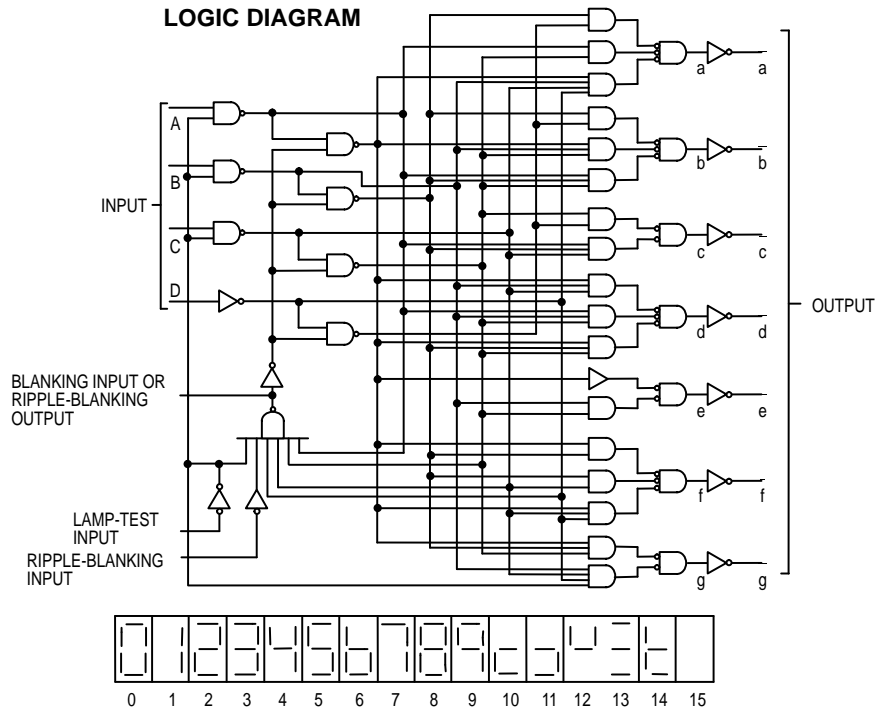 LOGIC DIAGRAM
A
B
INPUT
C
D
BLANKING INPUT OR
RIPPLE-BLANKING
OUTPUT
LAMP-TEST
INPUT
RIPPLE-BLANKING
INPUT
a a̅
b b̅
c c̅
d d̅
OUTPUT
e e̅
f f̅
g g̅
0 1 2 3 4 5 6 7 8 9 10 11 12 13 14 15